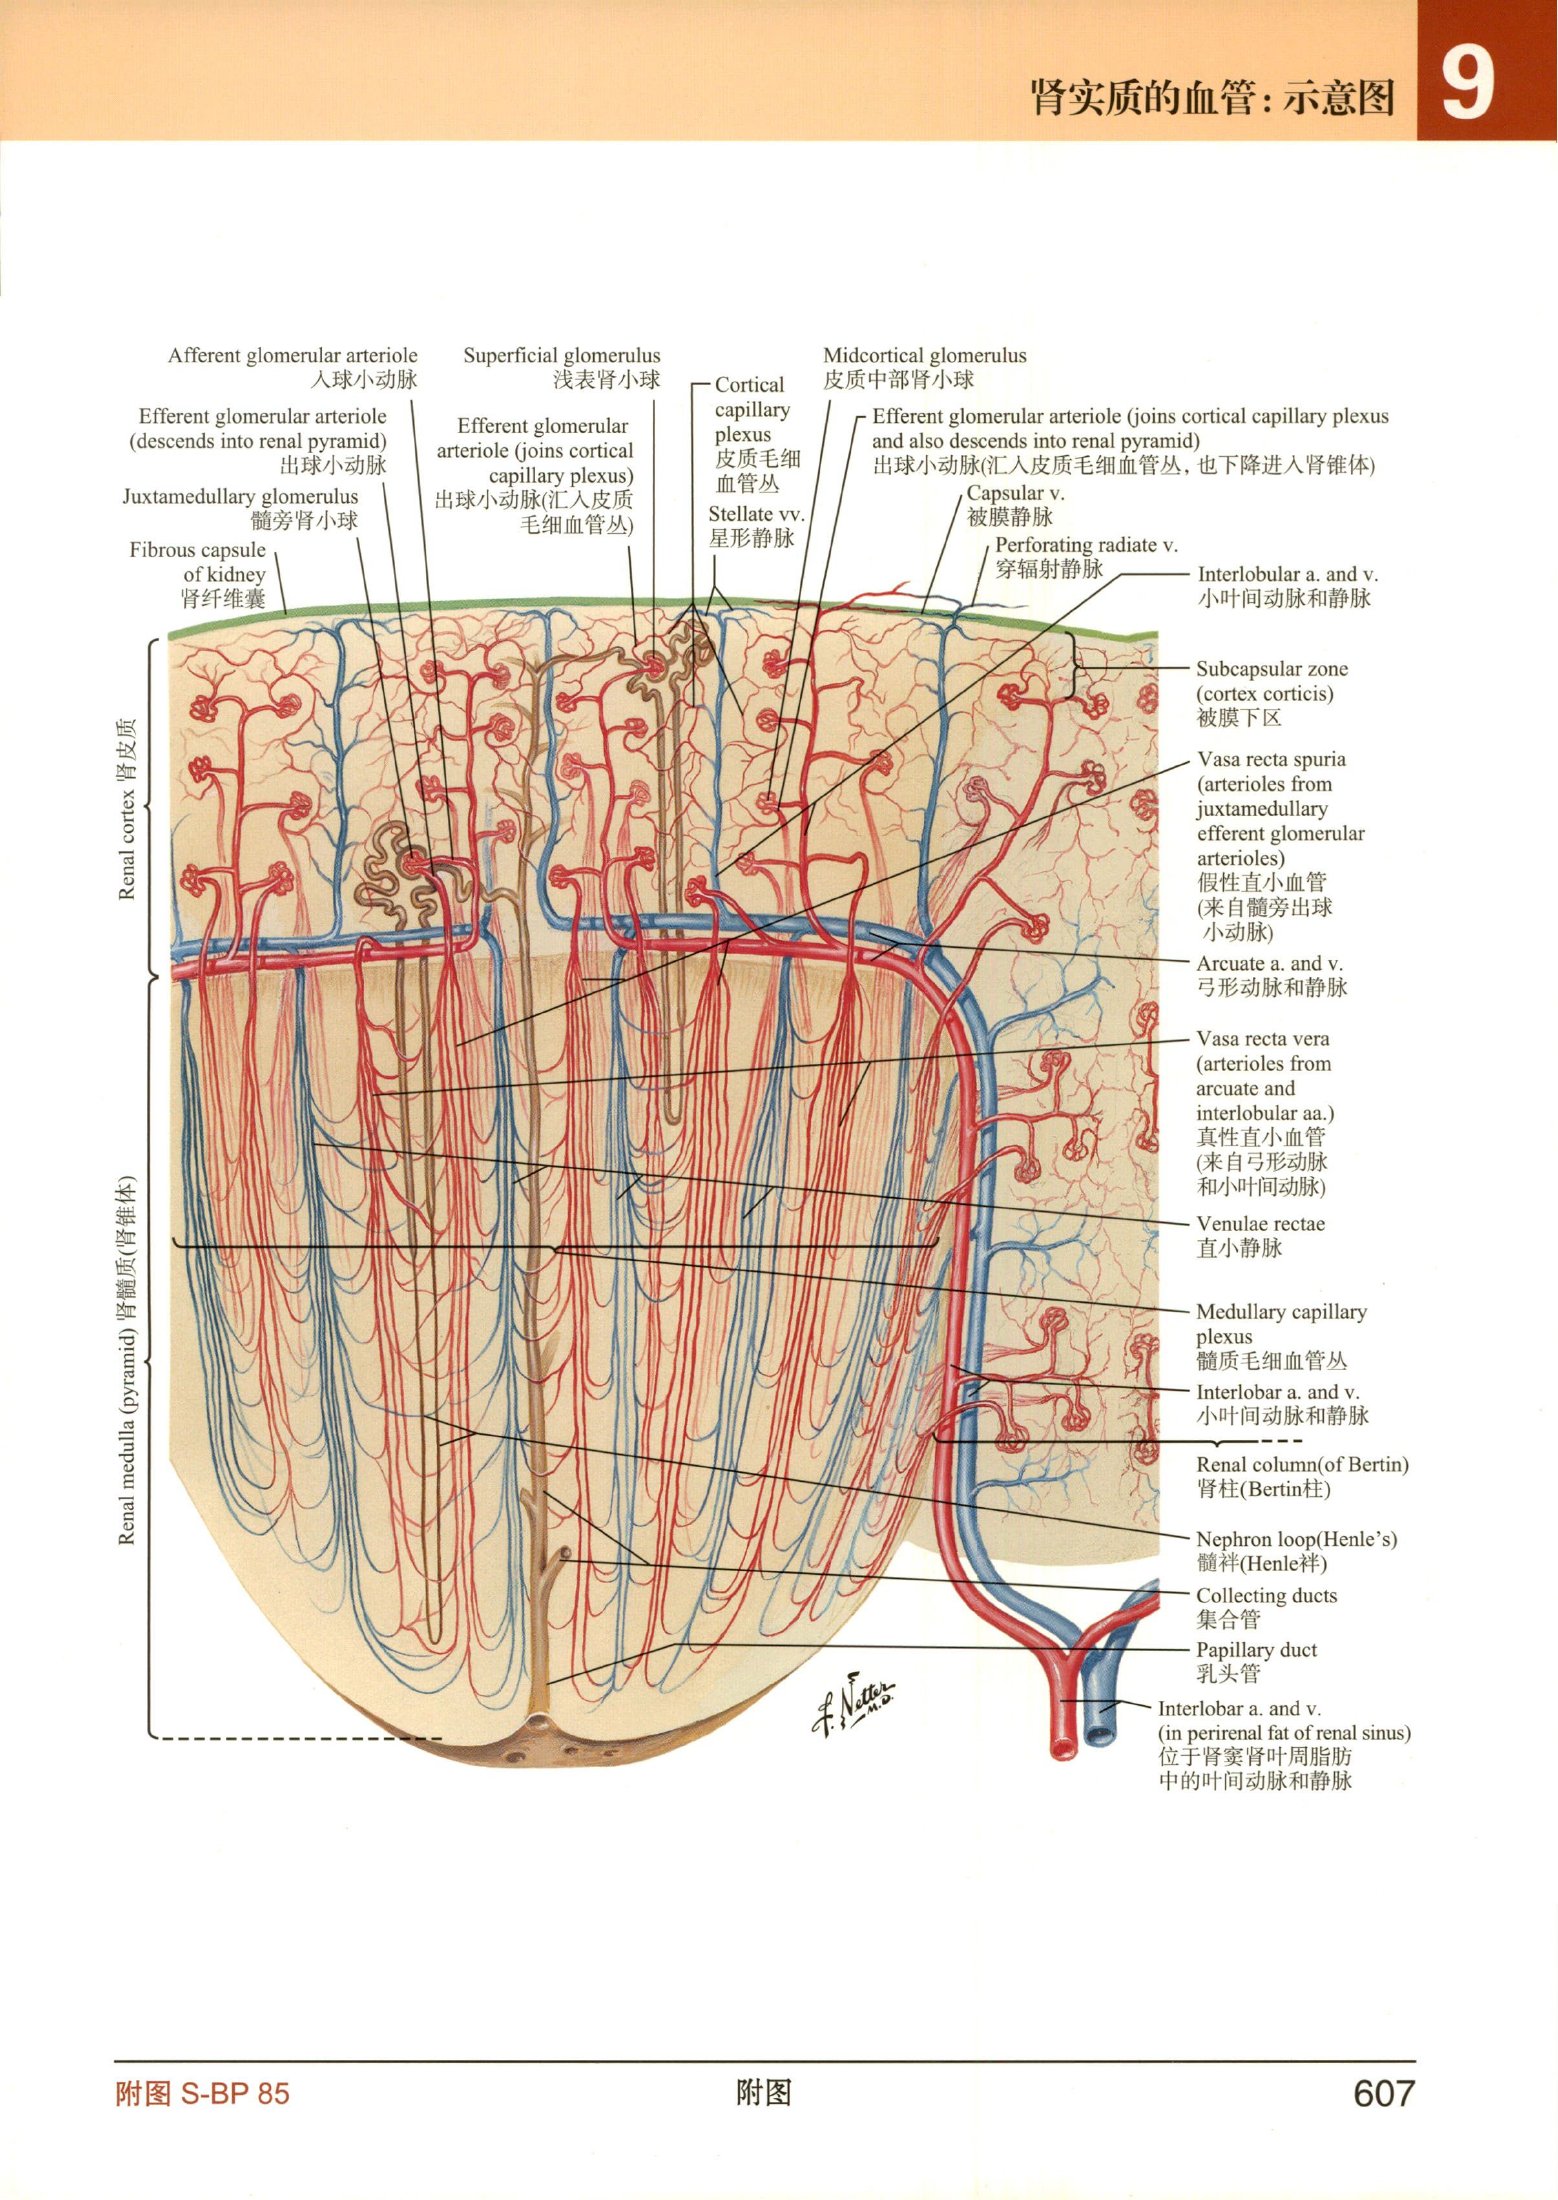 肾实质的血管：示意图
9
Afferent glomerular arteriole
入球小动脉
Efferent glomerular arteriole
(descends into renal pyramid)
出球小动脉
Juxtamedullary glomerulus
髓旁肾小球
Fibrous capsule
of kidney
肾纤维囊
Superficial glomerulus
浅表肾小球
Efferent glomerular
arteriole (joins cortical
capillary plexus)
出球小动脉(汇入皮质
毛细血管丛)
Cortical
capillary
plexus
皮质毛细
血管丛
Stellate vv.
星形静脉
Midcortical glomerulus
皮质中部肾小球
Efferent glomerular arteriole (joins cortical capillary plexus
and also descends into renal pyramid)
出球小动脉(汇入皮质毛细血管丛, 也下降进入肾锥体)
Capsular v.
被膜静脉
Perforating radiate v.
穿辐射静脉
Interlobular a. and v.
小叶间动脉和静脉
Subcapsular zone
(cortex corticis)
被膜下区
Vasa recta spuria
(arterioles from
juxtamedullary
efferent glomerular
arterioles)
假性直小血管
(来自髓旁出球
小动脉)
Arcuate a. and v.
弓形动脉和静脉
Vasa recta vera
(arterioles from
arcuate and
interlobular aa.)
真性直小血管
(来自弓形动脉
和小叶间动脉)
Venulae rectae
直小静脉
Medullary capillary
plexus
髓质毛细血管丛
Interlobar a. and v.
小叶间动脉和静脉
Renal column(of Bertin)
肾柱(Bertin柱)
Nephron loop(Henle's)
髓袢(Henle袢)
Collecting ducts
集合管
Papillary duct
乳头管
Interlobar a. and v.
(in perirenal fat of renal sinus)
位于肾窦肾叶周脂肪
中的叶间动脉和静脉
Renal cortex 肾皮质
Renal medulla (pyramid) 肾髓质(肾锥体)
F. Netter
M.D.
附图 S-BP 85
附图
607